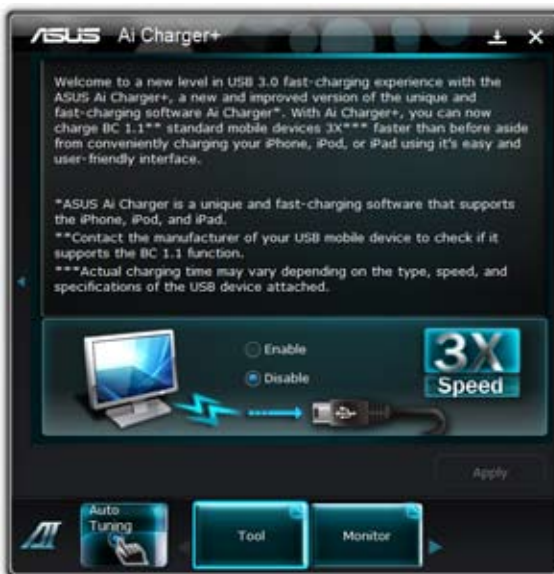 ASUS Ai Charger+
Welcome to a new level in USB 3.0 fast-charging experience with the
ASUS Ai Charger+, a new and improved version of the unique and
fast-charging software Ai Charger*. With Ai Charger+, you can now
charge BC 1.1** standard mobile devices 3X*** faster than before aside
from conveniently charging your iPhone, iPod, or iPad using it's easy and
user-friendly interface.
*ASUS Ai Charger is a unique and fast-charging software that supports
the iPhone, iPod, and iPad.
**Contact the manufacturer of your USB mobile device to check if it
supports the BC 1.1 function.
***Actual charging time may vary depending on the type, speed, and
specifications of the USB device attached.
Enable
Disable
3X
Speed
Apply
AI
Auto
Tuning
Tool
Monitor